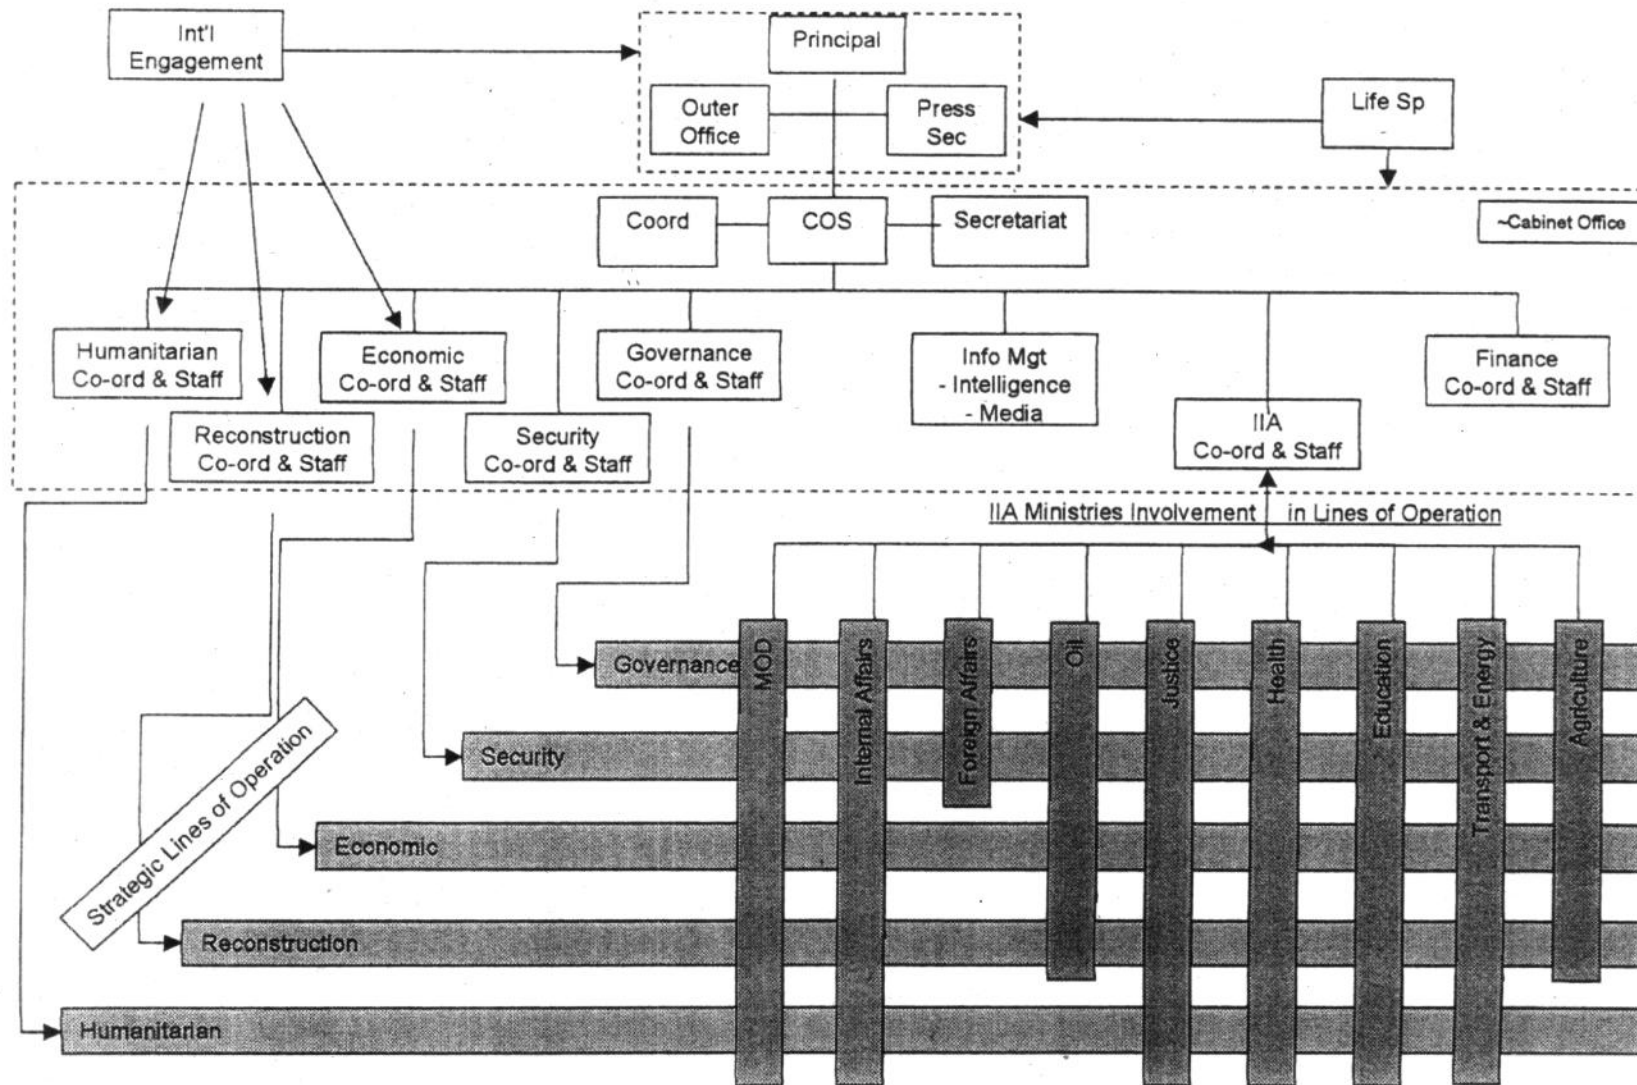 Int'l
Engagement
Principal
Outer
Office
Press
Sec
Life Sp
Coord
COS
Secretariat
~Cabinet Office
Humanitarian
Co-ord & Staff
Economic
Co-ord & Staff
Governance
Co-ord & Staff
Info Mgt
- Intelligence
- Media
Finance
Co-ord & Staff
Reconstruction
Co-ord & Staff
Security
Co-ord & Staff
IIA
Co-ord & Staff
IIA Ministries Involvement in Lines of Operation
MOD
Internal Affairs
Foreign Affairs
Oil
Justice
Health
Education
Transport & Energy
Agriculture
Governance
Security
Strategic Lines of Operation
Economic
Reconstruction
Humanitarian